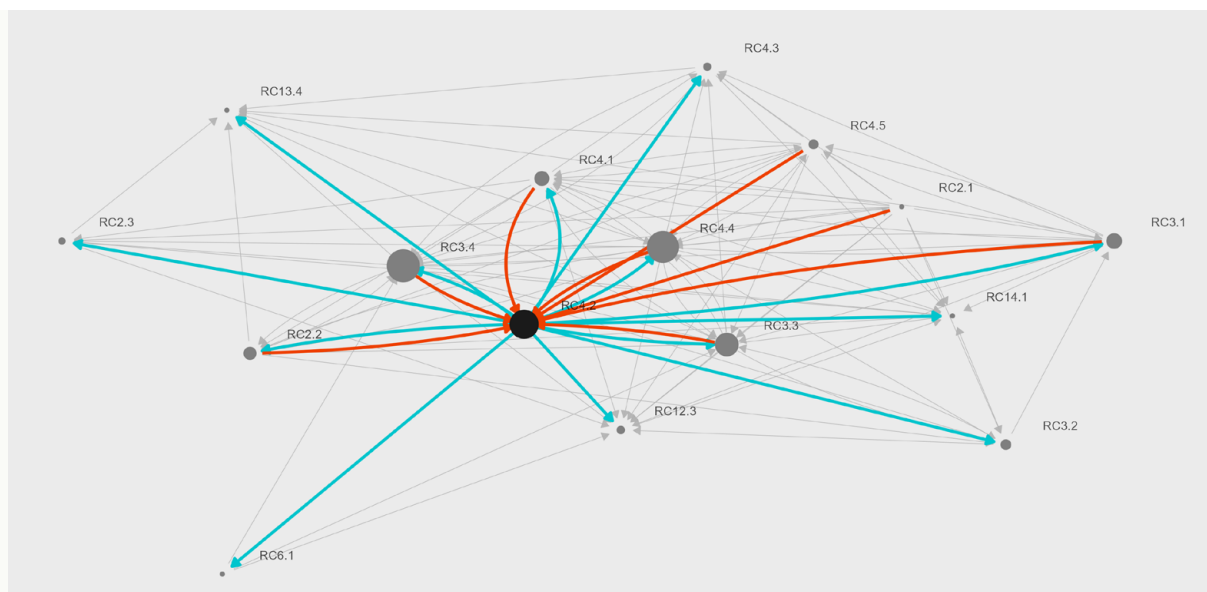 RC4.3
RC13.4
RC4.5
RC4.1
RC2.1
RC2.3
RC3.1
RC4.4
RC3.4
RC14.1
RC4.2
RC3.3
RC2.2
RC12.3
RC3.2
RC6.1